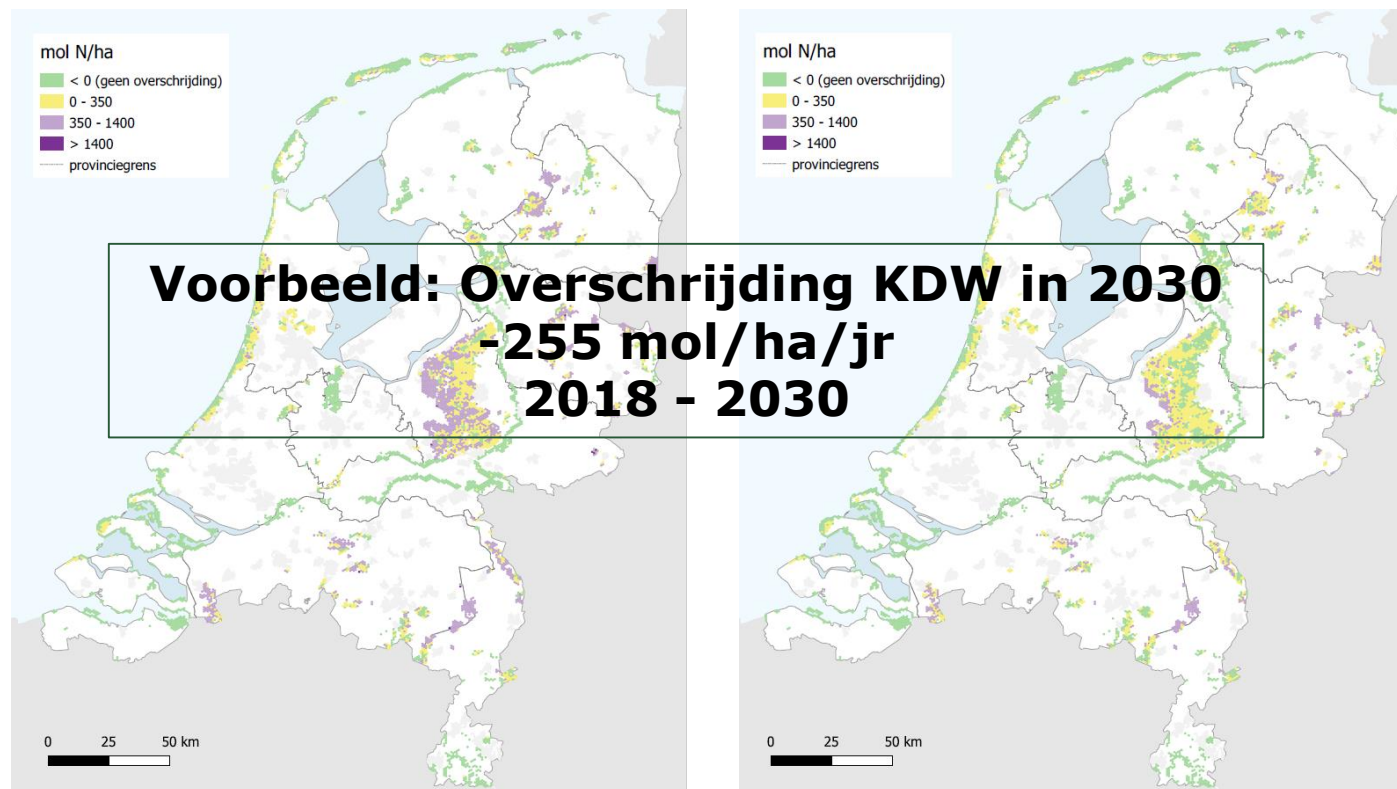 mol N/ha
< 0 (geen overschrijding)
0 - 350
350 - 1400
> 1400
provinciegrens
mol N/ha
< 0 (geen overschrijding)
0 - 350
350 - 1400
> 1400
provinciegrens
Voorbeeld: Overschrijding KDW in 2030
-255 mol/ha/jr
2018 - 2030
0 25 50 km
0 25 50 km